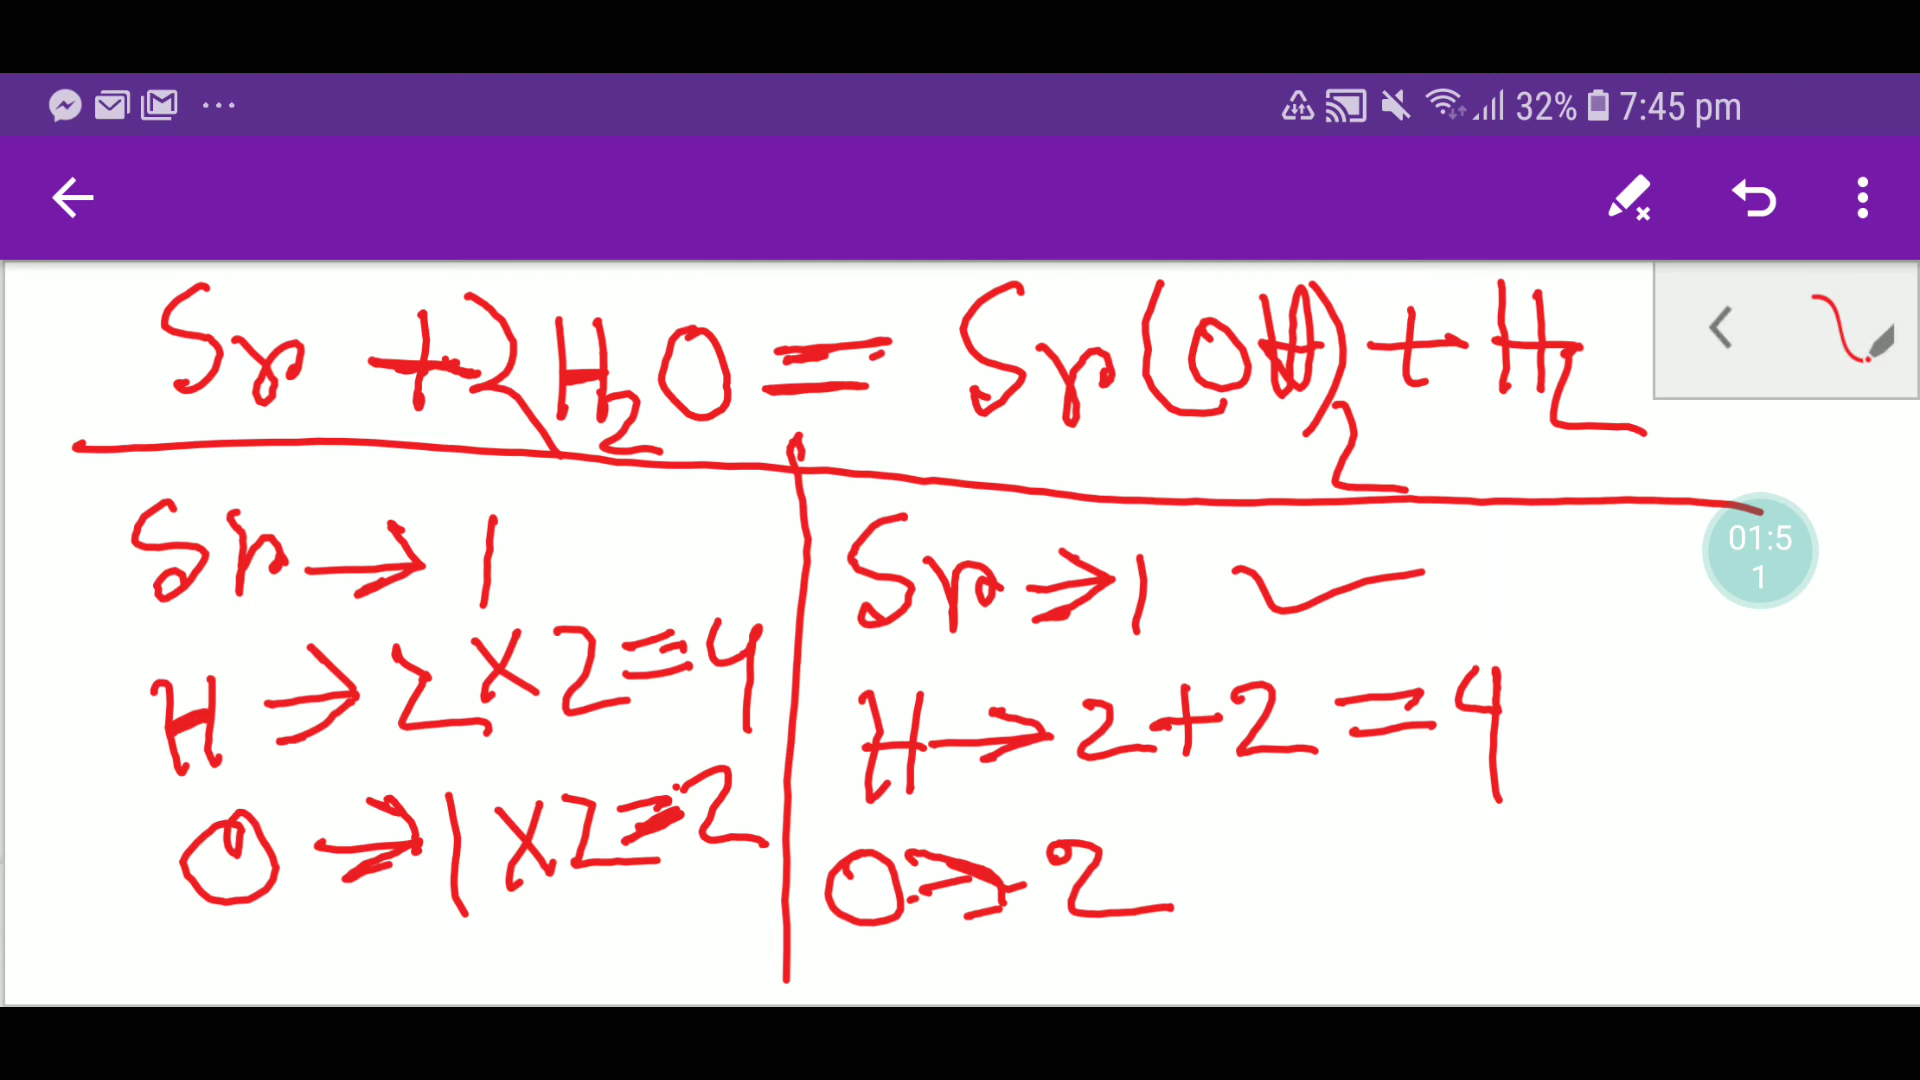 32% 7:45 pm
Sr + 2H₂O = Sr(OH)₂ + H₂
Sr → 1
H → 2 × 2 = 4
O → 1 × 2 = 2
Sr → 1 ✓
H → 2 + 2 = 4
O → 2
01:5
1